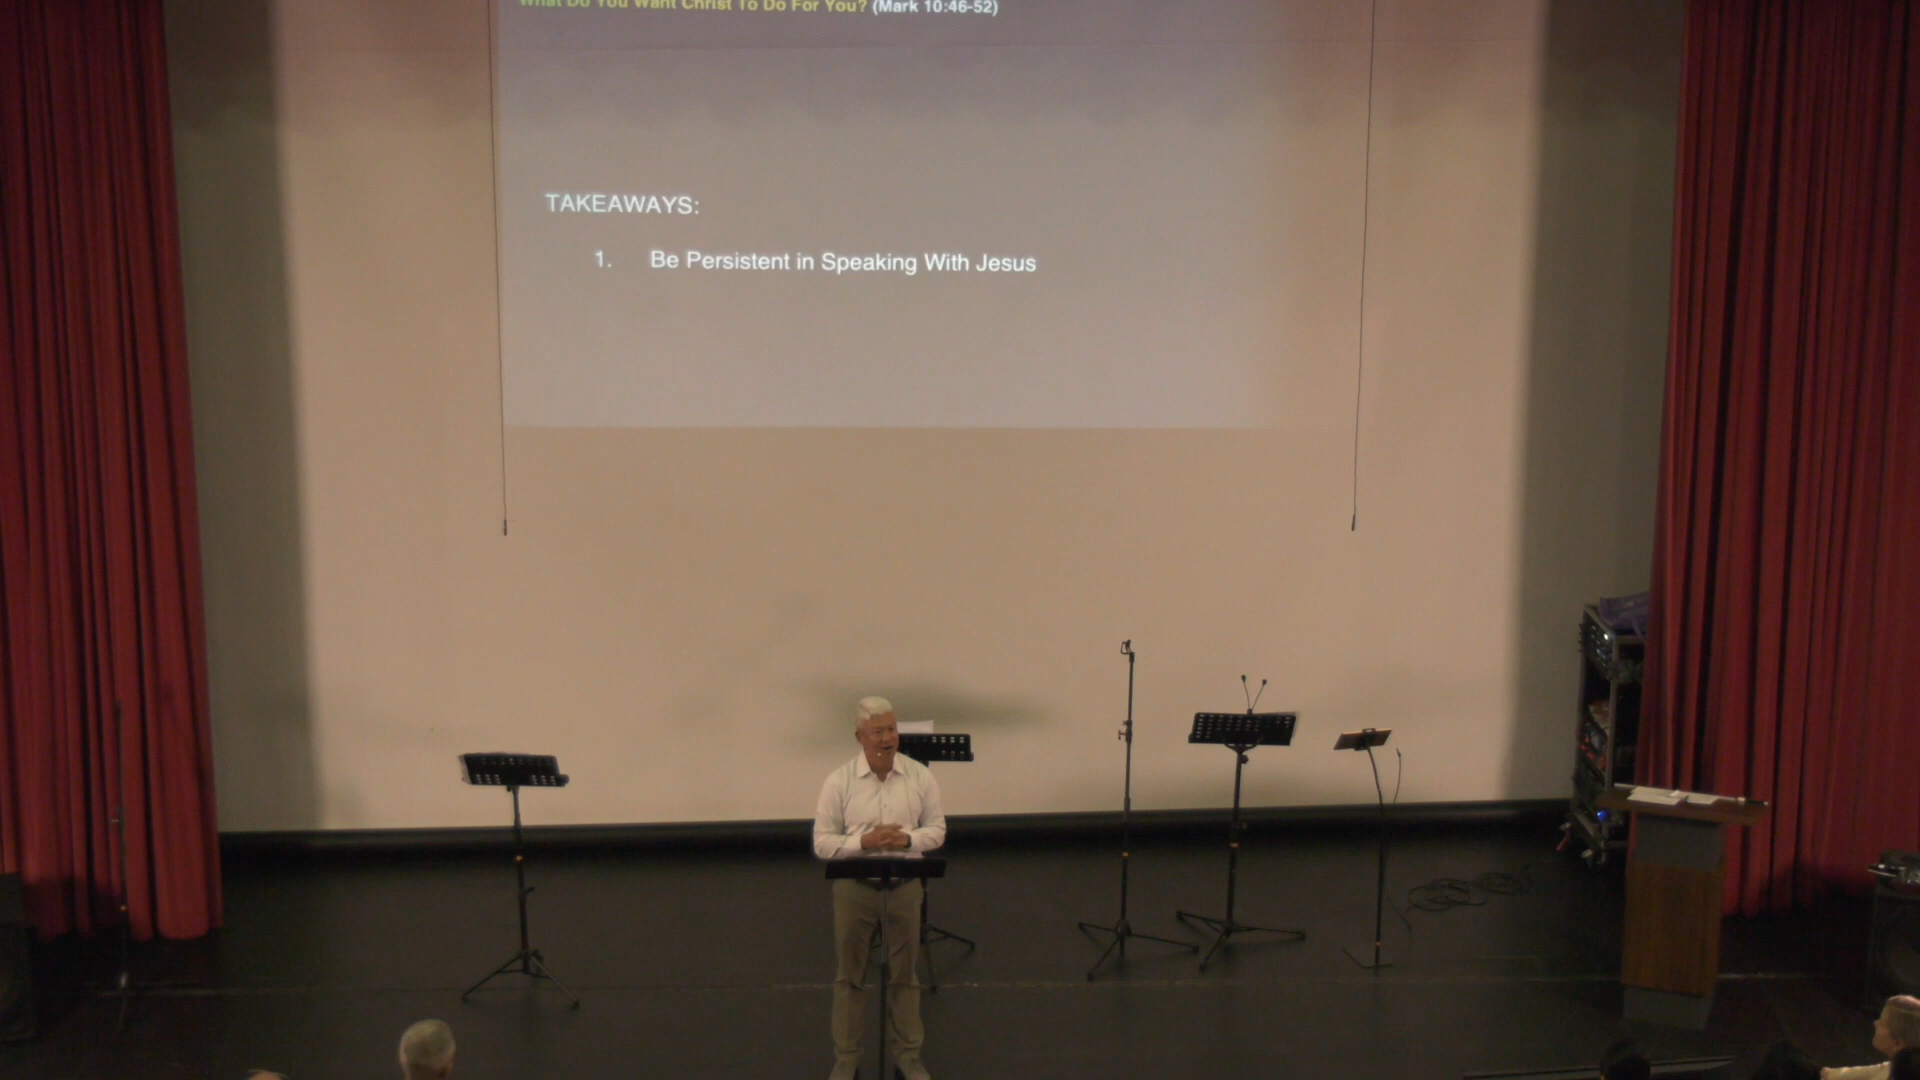 What Do You Want Christ To Do For You? (Mark 10:46-52)
TAKEAWAYS:
1. Be Persistent in Speaking With Jesus